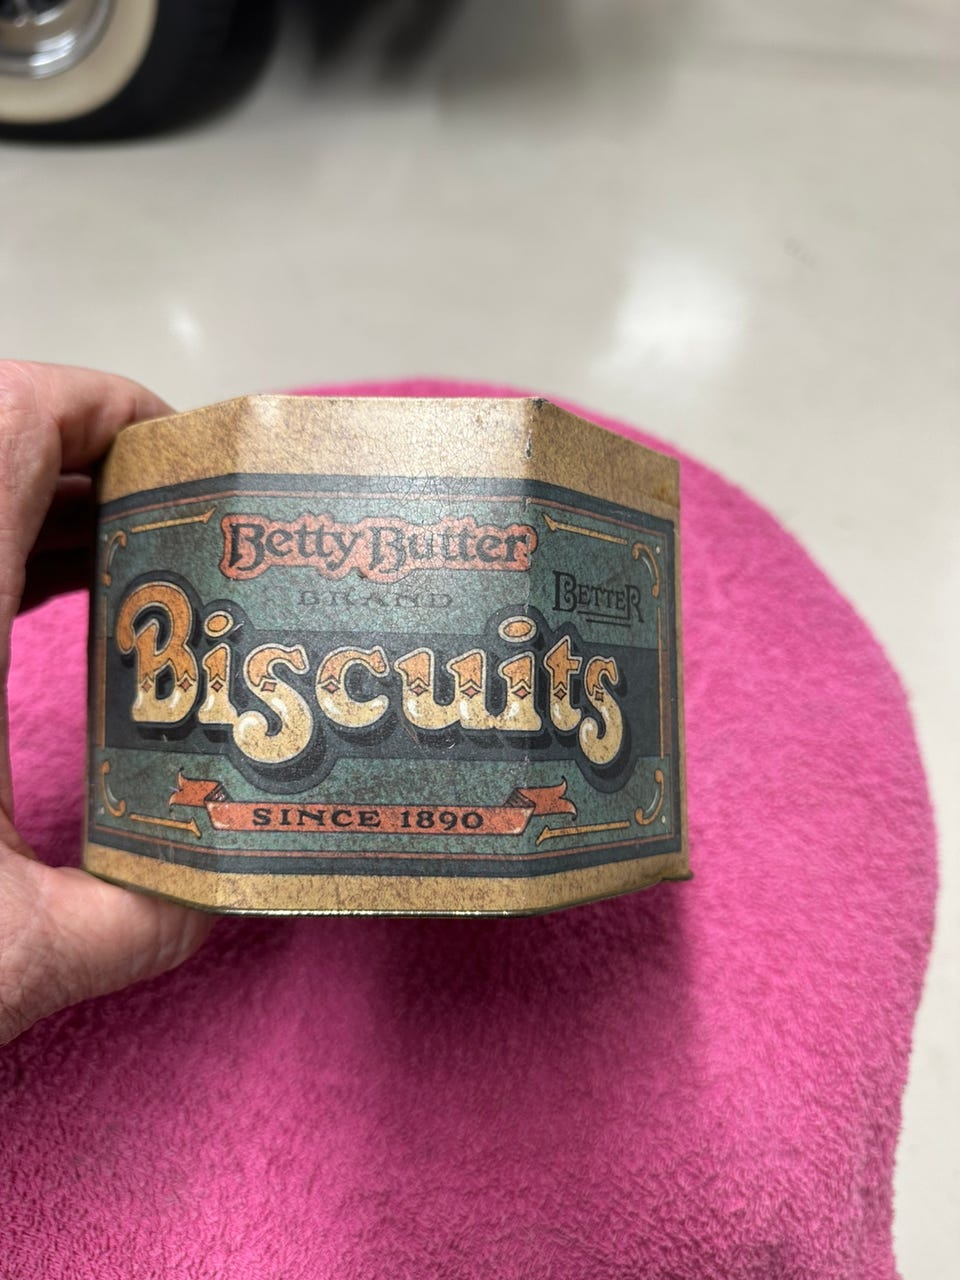 Betty Butter
BRAND
BETTER
Biscuits
SINCE 1890